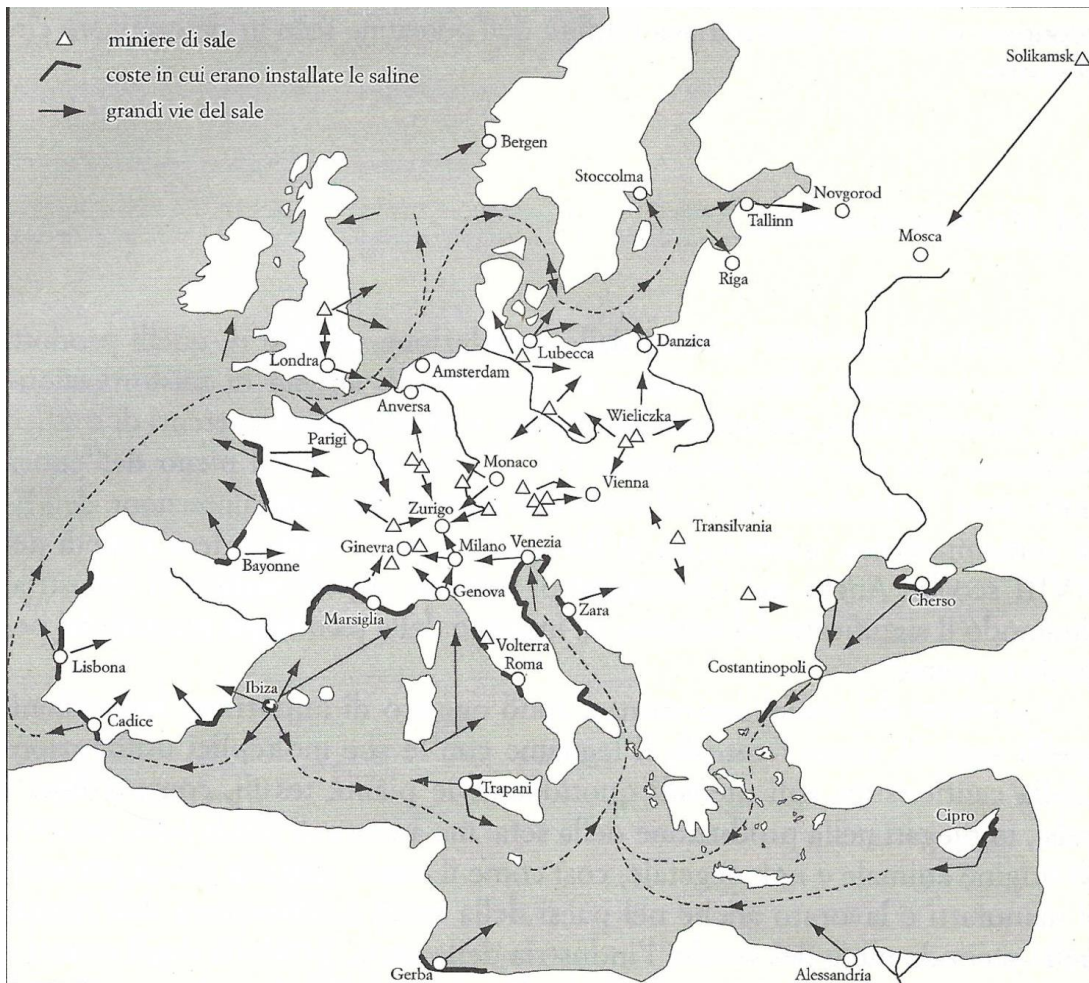 miniere di sale
coste in cui erano installate le saline
grandi vie del sale
Solikamsk
Bergen
Stoccolma
Novgorod
Tallinn
Mosca
Riga
Londra
Amsterdam
Lubecca
Danzica
Anversa
Parigi
Wieliczka
Monaco
Vienna
Zurigo
Transilvania
Ginevra
Milano
Venezia
Bayonne
Marsiglia
Genova
Zara
Cherso
Volterra
Roma
Lisbona
Costantinopoli
Ibiza
Cadice
Trapani
Cipro
Gerba
Alessandria